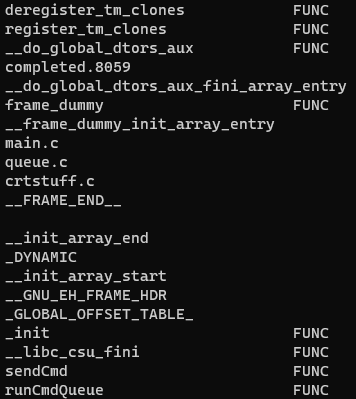 deregister_tm_clones FUNC
register_tm_clones FUNC
__do_global_dtors_aux FUNC
completed.8059
__do_global_dtors_aux_fini_array_entry
frame_dummy FUNC
__frame_dummy_init_array_entry
main.c
queue.c
crtstuff.c
__FRAME_END__
__init_array_end
_DYNAMIC
__init_array_start
__GNU_EH_FRAME_HDR
_GLOBAL_OFFSET_TABLE_
_init FUNC
__libc_csu_fini FUNC
sendCmd FUNC
runCmdQueue FUNC